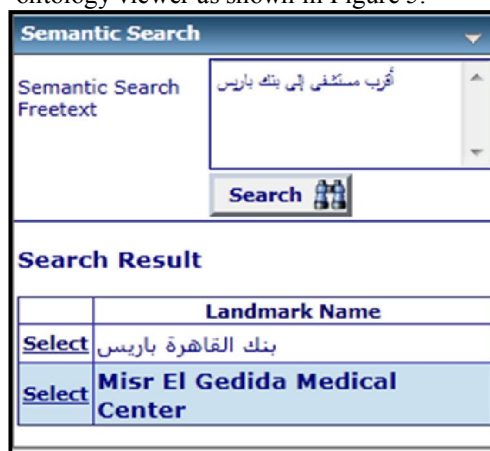 ontology viewer as shown in Figure 5.
Semantic Search
Semantic Search
Freetext
أقرب مستشفى إلى بنك باريس
Search
Search Result
Landmark Name
Select بنك القاهرة باريس
Select Misr El Gedida Medical
Center